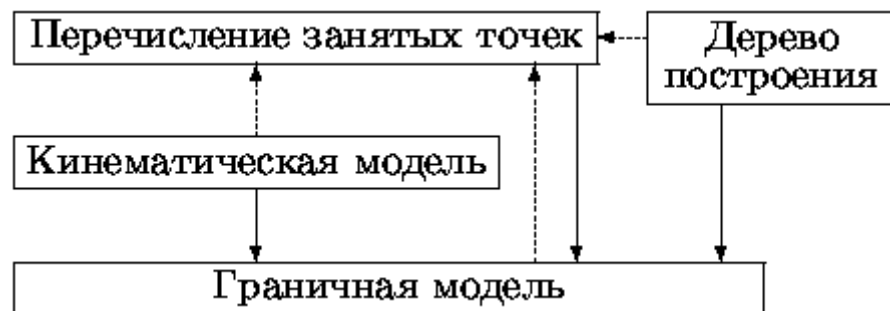 Перечисление занятых точек
Дерево
построения
Кинематическая модель
Граничная модель